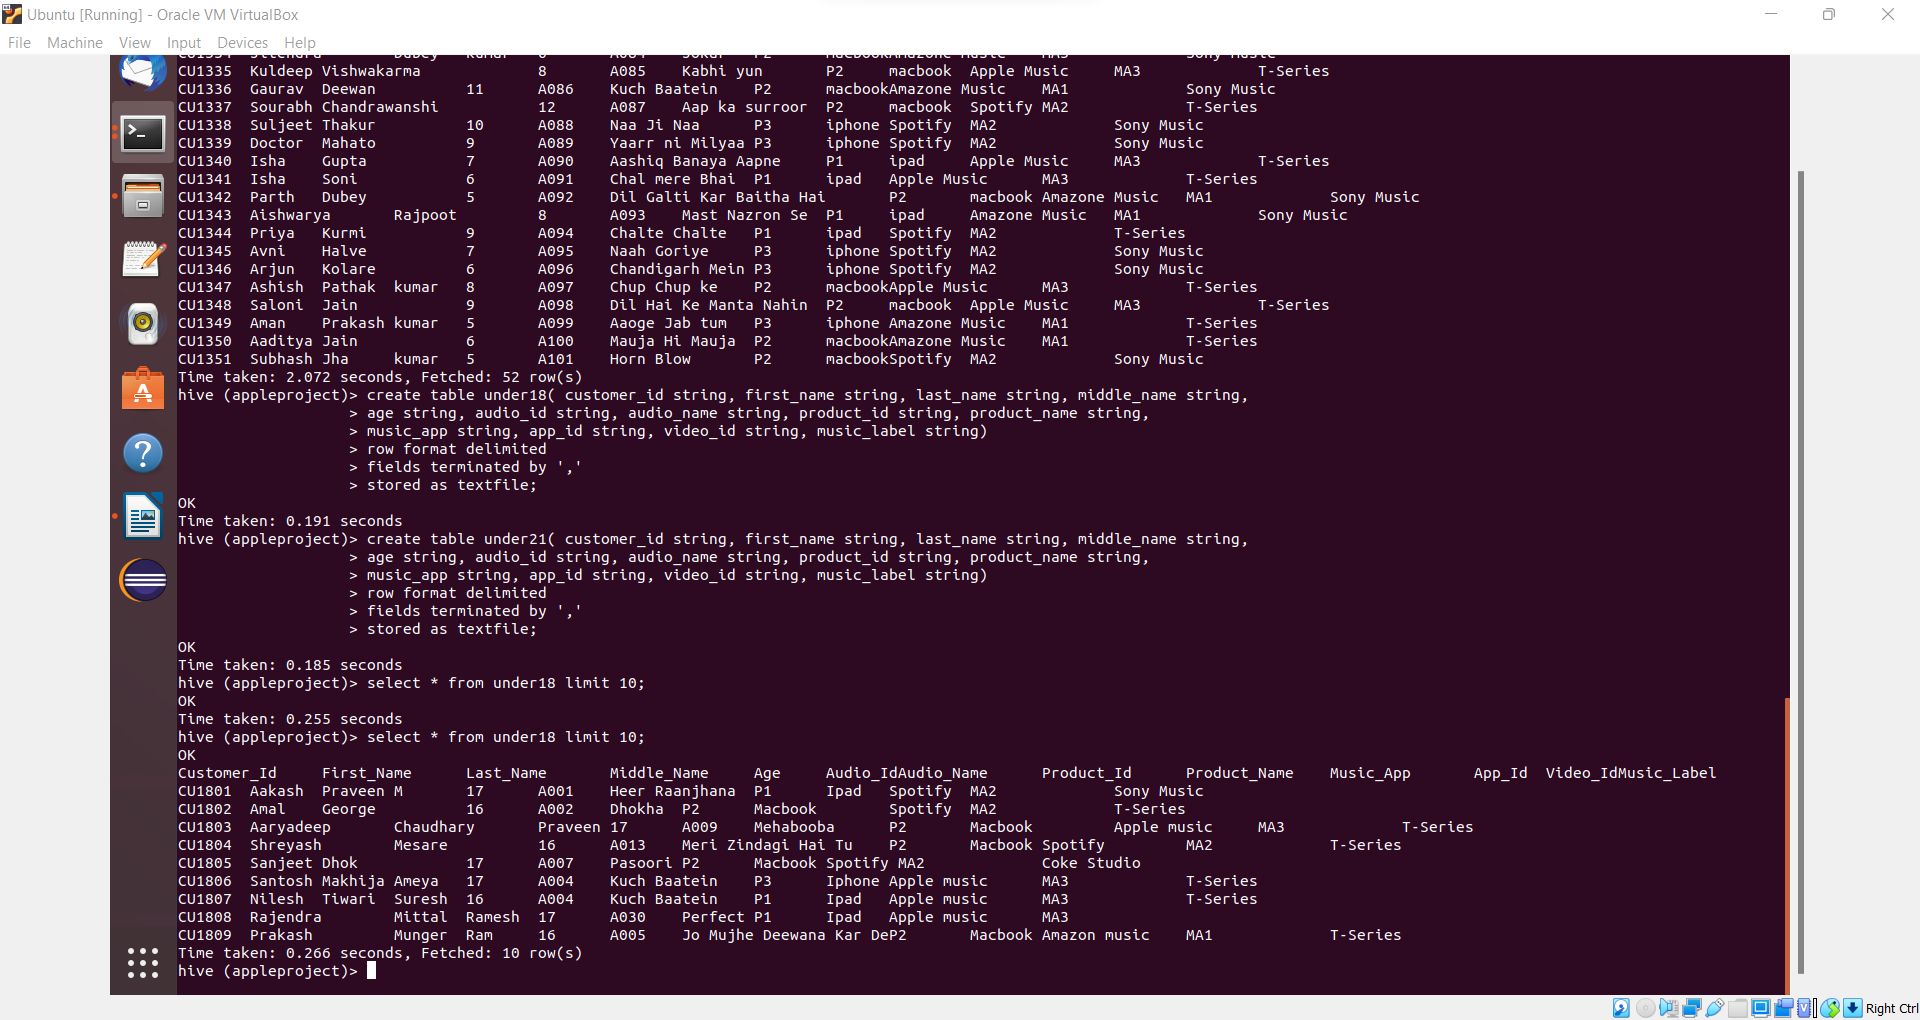 Ubuntu [Running] - Oracle VM VirtualBox
File Machine View Input Devices Help
CU1335 Kuldeep Vishwakarma 8 A085 Kabhi yun P2 macbook Apple Music MA3 T-Series
CU1336 Gaurav Deewan 11 A086 Kuch Baatein P2 macbookAmazone Music MA1 Sony Music
CU1337 Sourabh Chandrawanshi 12 A087 Aap ka surroor P2 macbook Spotify MA2 T-Series
CU1338 Suljeet Thakur 10 A088 Naa Ji Naa P3 iphone Spotify MA2 Sony Music
CU1339 Doctor Mahato 9 A089 Yaarr ni Milyaa P3 iphone Spotify MA2 Sony Music
CU1340 Isha Gupta 7 A090 Aashiq Banaya Aapne P1 ipad Apple Music MA3 T-Series
CU1341 Isha Soni 6 A091 Chal mere Bhai P1 ipad Apple Music MA3 T-Series
CU1342 Parth Dubey 5 A092 Dil Galti Kar Baitha Hai P2 macbook Amazone Music MA1 Sony Music
CU1343 Aishwarya Rajpoot 8 A093 Mast Nazron Se P1 ipad Amazone Music MA1 Sony Music
CU1344 Priya Kurmi 9 A094 Chalte Chalte P1 ipad Spotify MA2 T-Series
CU1345 Avni Halve 7 A095 Naah Goriye P3 iphone Spotify MA2 Sony Music
CU1346 Arjun Kolare 6 A096 Chandigarh Mein P3 iphone Spotify MA2 Sony Music
CU1347 Ashish Pathak kumar 8 A097 Chup Chup ke P2 macbookApple Music MA3 T-Series
CU1348 Saloni Jain 9 A098 Dil Hai Ke Manta Nahin P2 macbook Apple Music MA3 T-Series
CU1349 Aman Prakash kumar 5 A099 Aaoge Jab tum P3 iphone Amazone Music MA1 T-Series
CU1350 Aaditya Jain 6 A100 Mauja Hi Mauja P2 macbookAmazone Music MA1 T-Series
CU1351 Subhash Jha kumar 5 A101 Horn Blow P2 macbookSpotify MA2 Sony Music
Time taken: 2.072 seconds, Fetched: 52 row(s)
hive (appleproject)> create table under18( customer_id string, first_name string, last_name string, middle_name string,
> age string, audio_id string, audio_name string, product_id string, product_name string,
> music_app string, app_id string, video_id string, music_label string)
> row format delimited
> fields terminated by ','
> stored as textfile;
OK
Time taken: 0.191 seconds
hive (appleproject)> create table under21( customer_id string, first_name string, last_name string, middle_name string,
> age string, audio_id string, audio_name string, product_id string, product_name string,
> music_app string, app_id string, video_id string, music_label string)
> row format delimited
> fields terminated by ','
> stored as textfile;
OK
Time taken: 0.185 seconds
hive (appleproject)> select * from under18 limit 10;
OK
Time taken: 0.255 seconds
hive (appleproject)> select * from under18 limit 10;
OK
Customer_Id First_Name Last_Name Middle_Name Age Audio_IdAudio_Name Product_Id Product_Name Music_App App_Id Video_IdMusic_Label
CU1801 Aakash Praveen M 17 A001 Heer Raanjhana P1 Ipad Spotify MA2 Sony Music
CU1802 Amal George 16 A002 Dhokha P2 Macbook Spotify MA2 T-Series
CU1803 Aaryadeep Chaudhary Praveen 17 A009 Mehabooba P2 Macbook Apple music MA3 T-Series
CU1804 Shreyash Mesare 16 A013 Meri Zindagi Hai Tu P2 Macbook Spotify MA2 T-Series
CU1805 Sanjeet Dhok 17 A007 Pasoori P2 Macbook Spotify MA2 Coke Studio
CU1806 Santosh Makhija Ameya 17 A004 Kuch Baatein P3 Iphone Apple music MA3 T-Series
CU1807 Nilesh Tiwari Suresh 16 A004 Kuch Baatein P1 Ipad Apple music MA3 T-Series
CU1808 Rajendra Mittal Ramesh 17 A030 Perfect P1 Ipad Apple music MA3
CU1809 Prakash Munger Ram 16 A005 Jo Mujhe Deewana Kar DeP2 Macbook Amazon music MA1 T-Series
Time taken: 0.266 seconds, Fetched: 10 row(s)
hive (appleproject)>
Right Ctrl